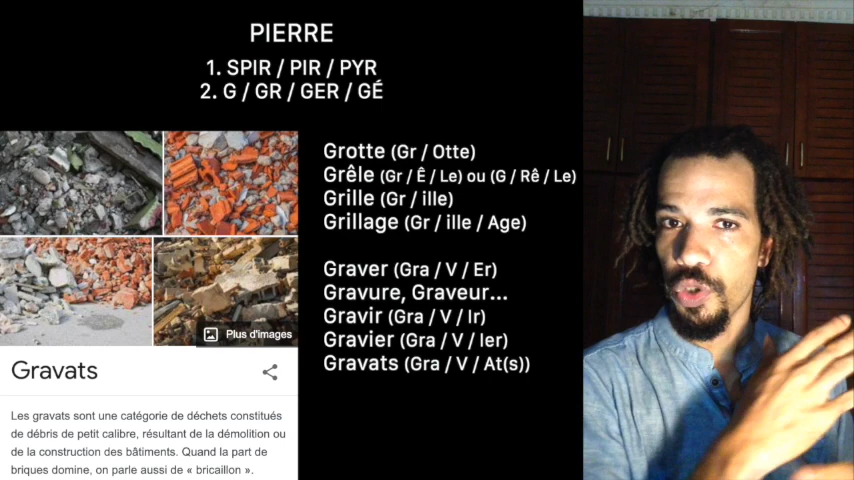 PIERRE
1. SPIR / PIR / PYR
2. G / GR / GER / GÉ
Grotte (Gr / Otte)
Grêle (Gr / Ê / Le) ou (G / Rê / Le)
Grille (Gr / ille)
Grillage (Gr / ille / Age)
Graver (Gra / V / Er)
Gravure, Graveur...
Gravir (Gra / V / Ir)
Gravier (Gra / V / Ier)
Gravats (Gra / V / At(s))
Plus d'images
Gravats
Les gravats sont une catégorie de déchets constitués
de débris de petit calibre, résultant de la démolition ou
de la construction des bâtiments. Quand la part de
briques domine, on parle aussi de « bricaillon ».